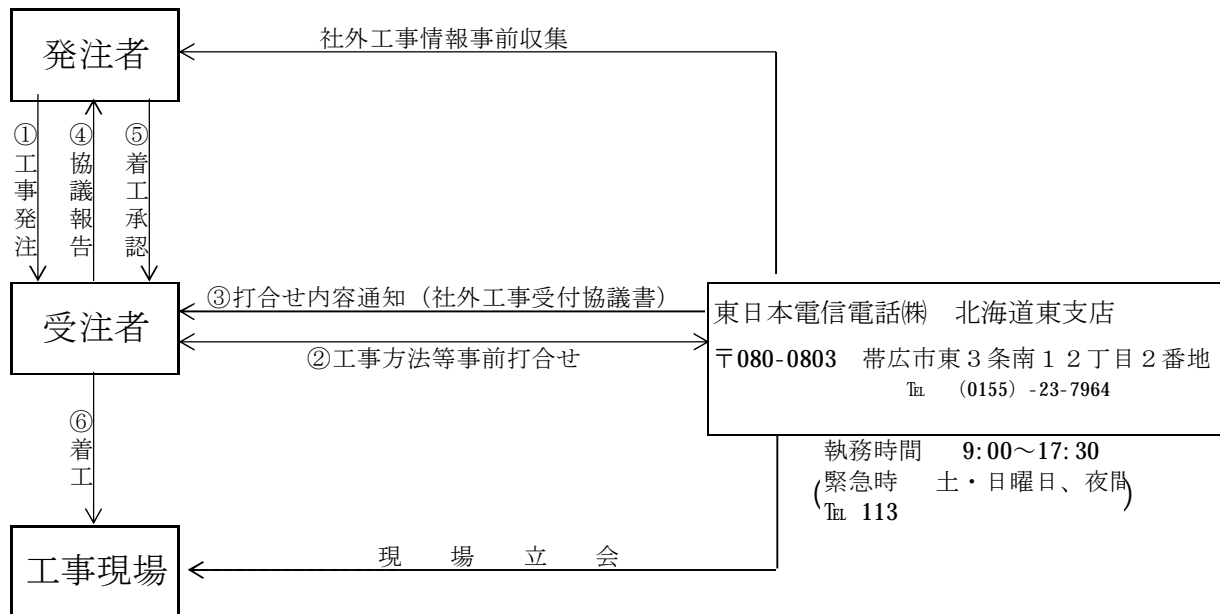 発注者
社外工事情報事前収集
①工事発注
④協議報告
⑤着工承認
受注者
③打合せ内容通知（社外工事受付協議書）
②工事方法等事前打合せ
東日本電信電話㈱　北海道東支店
〒080-0803　帯広市東３条南１２丁目２番地
℡　(0155) -23-7964
執務時間　9:00～17:30
(緊急時　土・日曜日、夜間)
℡ 113
⑥着工
工事現場
現場立会